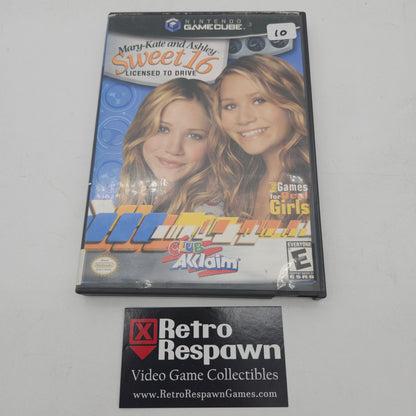 NINTENDO
GAMECUBE
10
Mary-Kate and Ashley
Sweet 16
LICENSED TO DRIVE
Games
for Real
Girls
CLUB
Acclaim
EVERYONE
E
ESRB
Retro
Respawn
Video Game Collectibles
www.RetroRespawnGames.com